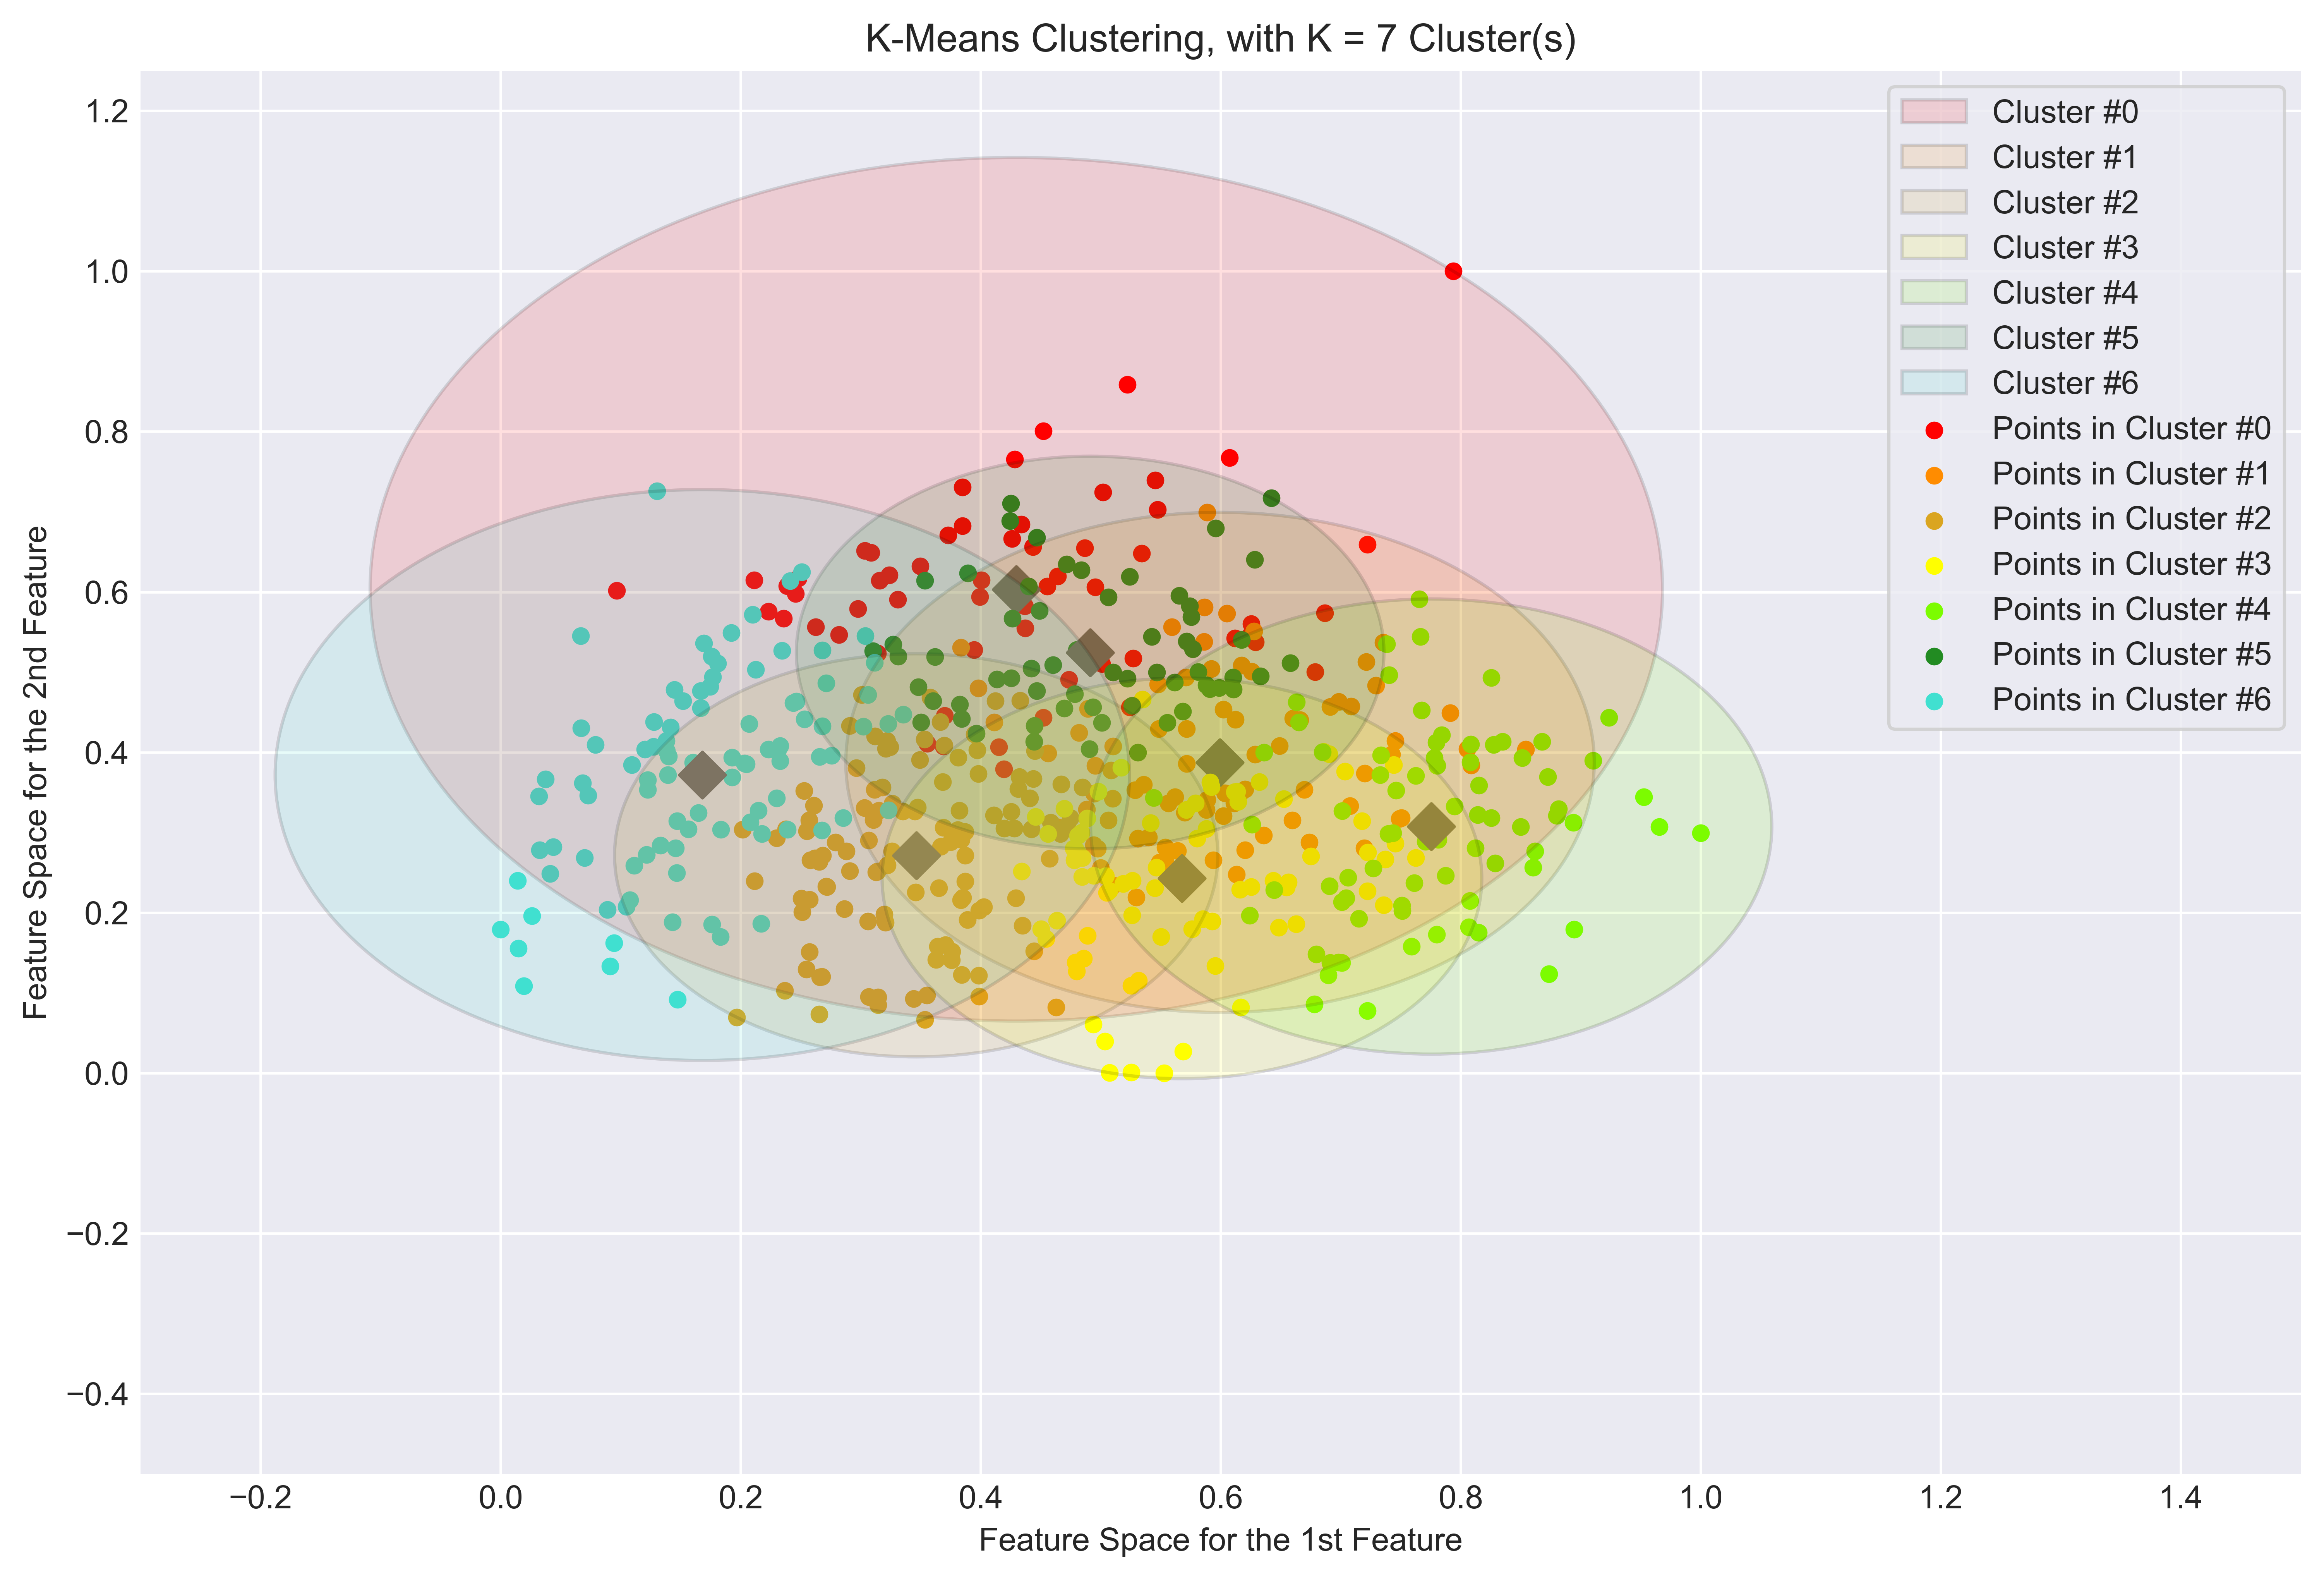 K-Means Clustering, with K = 7 Cluster(s)
Cluster #0
Cluster #1
Cluster #2
Cluster #3
Cluster #4
Cluster #5
Cluster #6
Points in Cluster #0
Points in Cluster #1
Points in Cluster #2
Points in Cluster #3
Points in Cluster #4
Points in Cluster #5
Points in Cluster #6
Feature Space for the 2nd Feature
1.2
1.0
0.8
0.6
0.4
0.2
0.0
−0.2
−0.4
−0.2 0.0 0.2 0.4 0.6 0.8 1.0 1.2 1.4
Feature Space for the 1st Feature